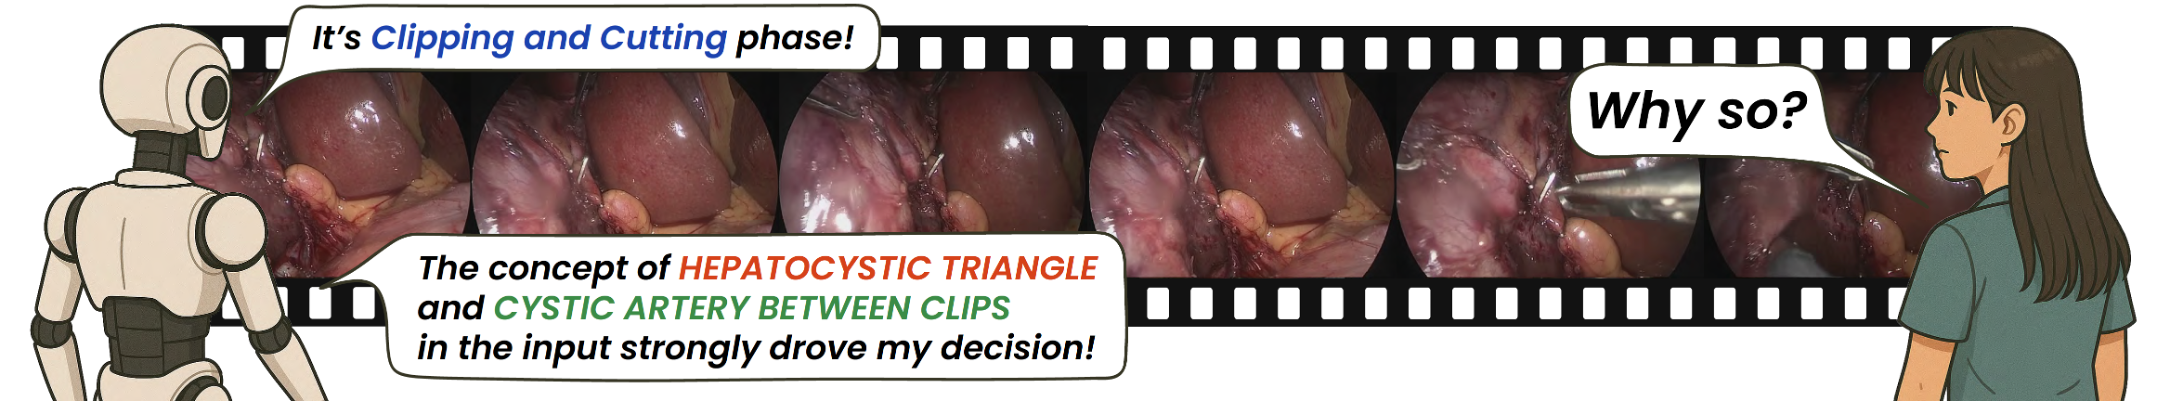 It's Clipping and Cutting phase!
Why so?
The concept of HEPATOCYSTIC TRIANGLE
and CYSTIC ARTERY BETWEEN CLIPS
in the input strongly drove my decision!